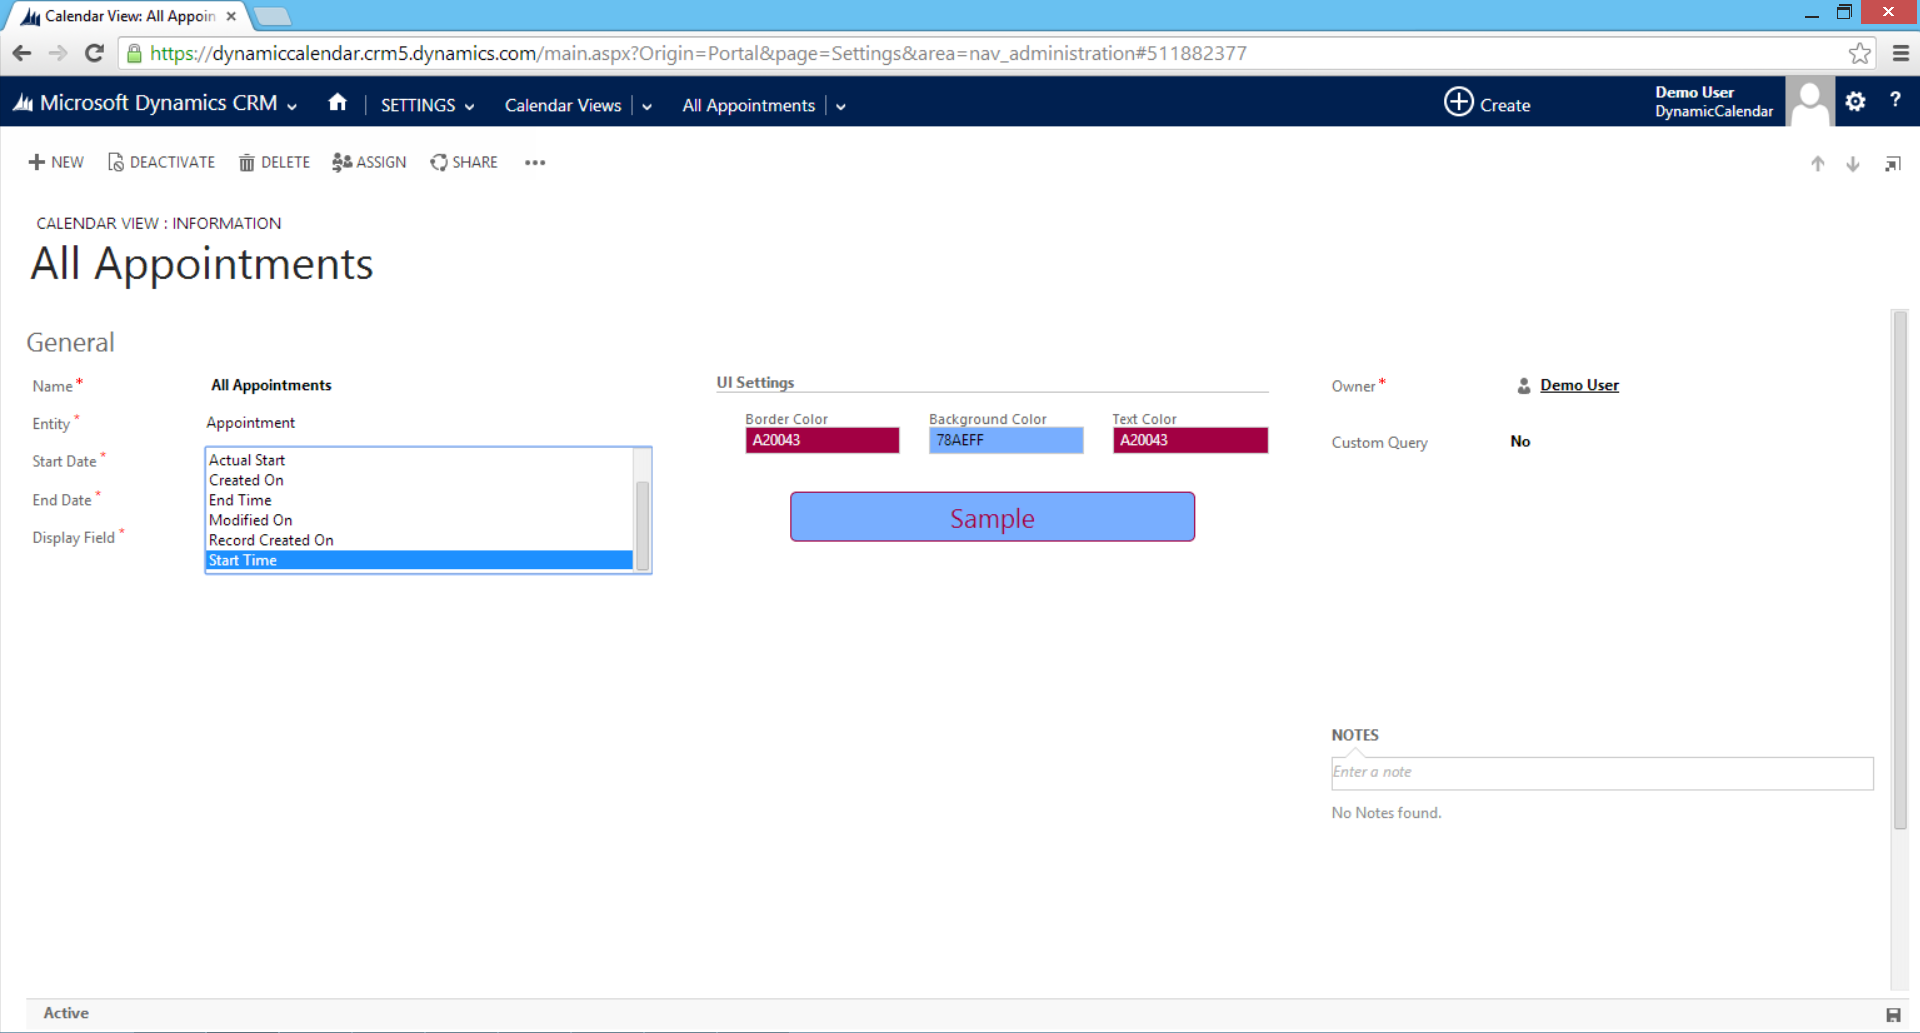 Calendar View: All Appoin
https://dynamiccalendar.crm5.dynamics.com/main.aspx?Origin=Portal&page=Settings&area=nav_administration#511882377
Microsoft Dynamics CRM
SETTINGS
Calendar Views
All Appointments
Create
Demo User
DynamicCalendar
?
NEW
DEACTIVATE
DELETE
ASSIGN
SHARE
CALENDAR VIEW : INFORMATION
All Appointments
General
Name*
All Appointments
Entity*
Appointment
Start Date*
End Date*
Display Field*
Actual Start
Created On
End Time
Modified On
Record Created On
Start Time
UI Settings
Border Color
A20043
Background Color
78AEFF
Text Color
A20043
Sample
Owner*
Demo User
Custom Query
No
NOTES
Enter a note
No Notes found.
Active